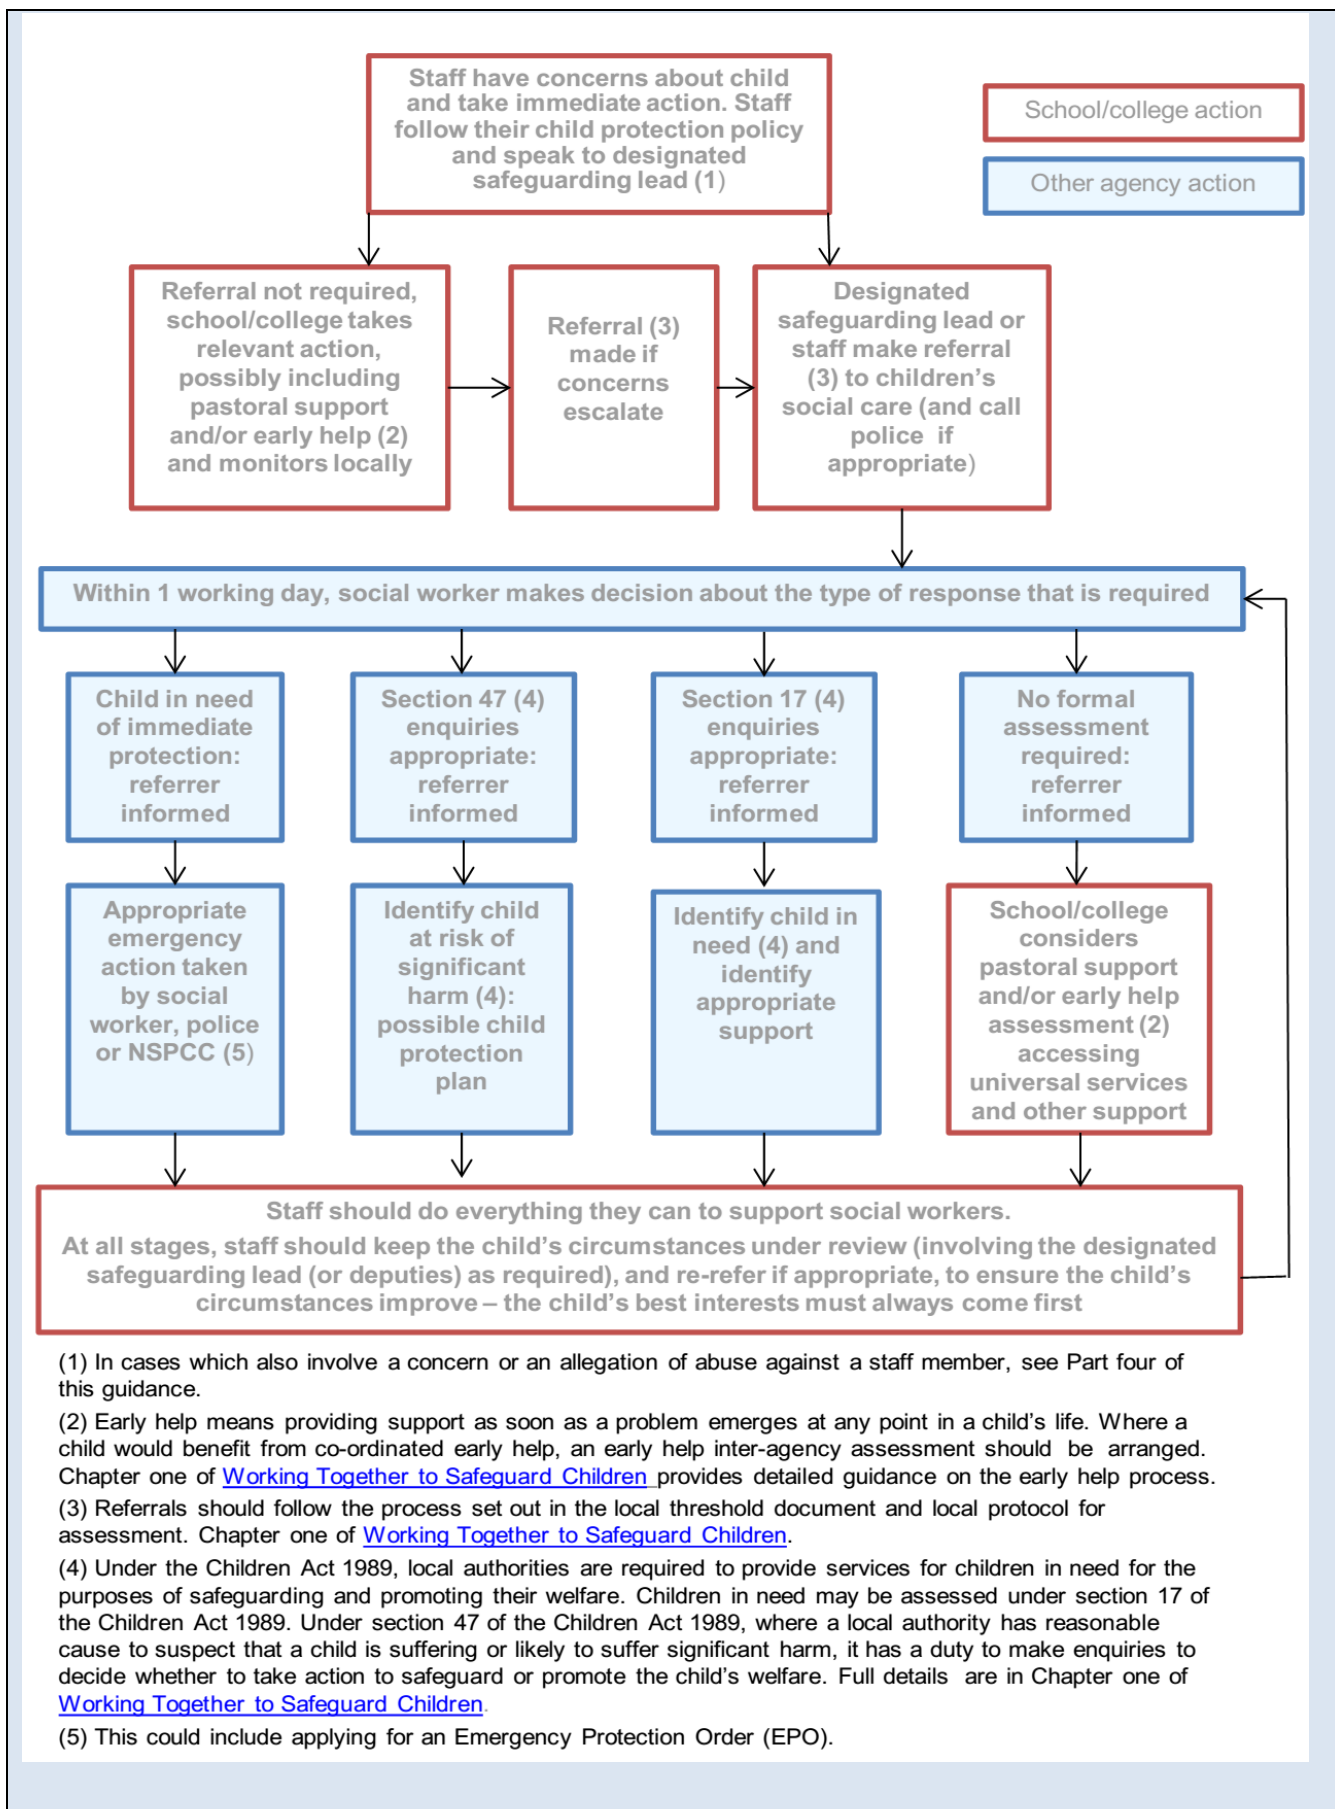 Staff have concerns about child
and take immediate action. Staff
follow their child protection policy
and speak to designated
safeguarding lead (1)
School/college action
Other agency action
Referral not required,
school/college takes
relevant action,
possibly including
pastoral support
and/or early help (2)
and monitors locally
Referral (3)
made if
concerns
escalate
Designated
safeguarding lead or
staff make referral
(3) to children’s
social care (and call
police if
appropriate)
Within 1 working day, social worker makes decision about the type of response that is required
Child in need
of immediate
protection:
referrer
informed
Section 47 (4)
enquiries
appropriate:
referrer
informed
Section 17 (4)
enquiries
appropriate:
referrer
informed
No formal
assessment
required:
referrer
informed
Appropriate
emergency
action taken
by social
worker, police
or NSPCC (5)
Identify child
at risk of
significant
harm (4):
possible child
protection
plan
Identify child in
need (4) and
identify
appropriate
support
School/college
considers
pastoral support
and/or early help
assessment (2)
accessing
universal services
and other support
Staff should do everything they can to support social workers.
At all stages, staff should keep the child’s circumstances under review (involving the designated
safeguarding lead (or deputies) as required), and re-refer if appropriate, to ensure the child’s
circumstances improve – the child’s best interests must always come first
(1) In cases which also involve a concern or an allegation of abuse against a staff member, see Part four of
this guidance.
(2) Early help means providing support as soon as a problem emerges at any point in a child’s life. Where a
child would benefit from co-ordinated early help, an early help inter-agency assessment should be arranged.
Chapter one of Working Together to Safeguard Children provides detailed guidance on the early help process.
(3) Referrals should follow the process set out in the local threshold document and local protocol for
assessment. Chapter one of Working Together to Safeguard Children.
(4) Under the Children Act 1989, local authorities are required to provide services for children in need for the
purposes of safeguarding and promoting their welfare. Children in need may be assessed under section 17 of
the Children Act 1989. Under section 47 of the Children Act 1989, where a local authority has reasonable
cause to suspect that a child is suffering or likely to suffer significant harm, it has a duty to make enquiries to
decide whether to take action to safeguard or promote the child’s welfare. Full details are in Chapter one of
Working Together to Safeguard Children.
(5) This could include applying for an Emergency Protection Order (EPO).